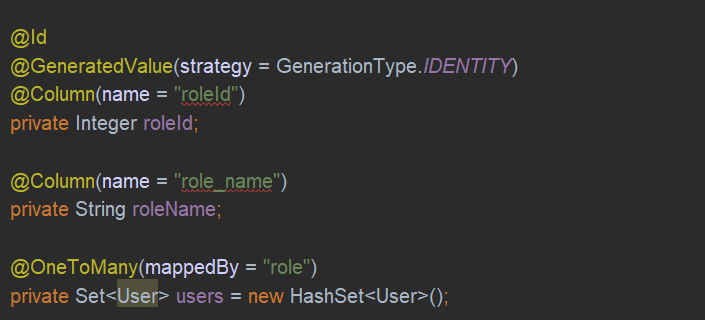 @Id
@GeneratedValue(strategy = GenerationType.IDENTITY)
@Column(name = "roleId")
private Integer roleId;
@Column(name = "role_name")
private String roleName;
@OneToMany(mappedBy = "role")
private Set<User> users = new HashSet<User>();